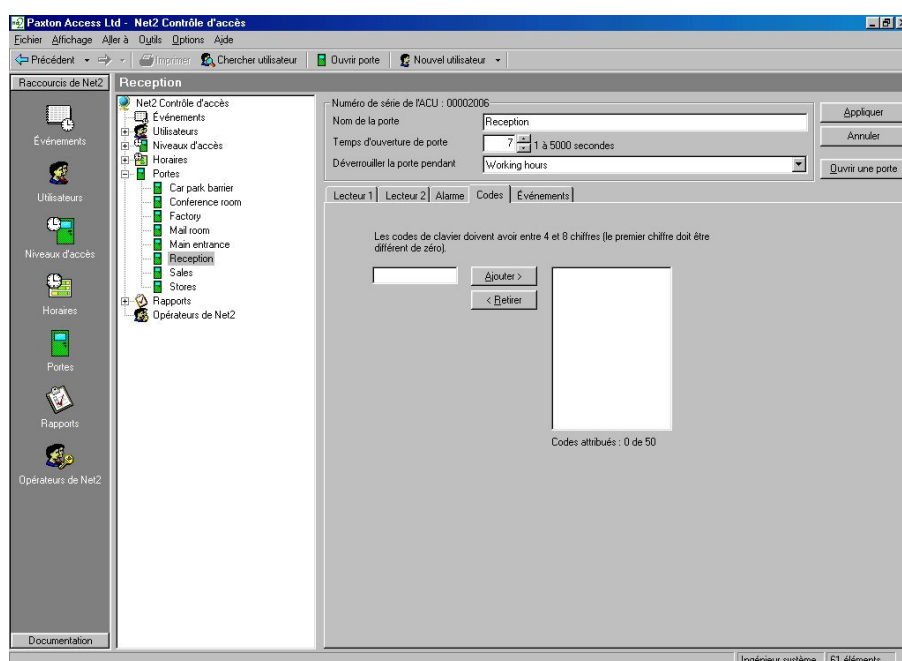 Paxton Access Ltd - Net2 Contrôle d'accès
Fichier Affichage Aller à Outils Options Aide
Précédent Imprimer Chercher utilisateur Ouvrir porte Nouvel utilisateur
Raccourcis de Net2
Événements
Utilisateurs
Niveaux d'accès
Horaires
Portes
Rapports
Opérateurs de Net2
Documentation
Reception
Net2 Contrôle d'accès
Événements
Utilisateurs
Niveaux d'accès
Horaires
Portes
Car park barrier
Conference room
Factory
Mail room
Main entrance
Reception
Sales
Stores
Rapports
Opérateurs de Net2
Numéro de série de l'ACU : 00002006
Nom de la porte Reception
Temps d'ouverture de porte 7 1 à 5000 secondes
Déverrouiller la porte pendant Working hours
Appliquer
Annuler
Ouvrir une porte
Lecteur 1 Lecteur 2 Alarme Codes Événements
Les codes de clavier doivent avoir entre 4 et 8 chiffres (le premier chiffre doit être
différent de zéro).
Ajouter >
< Retirer
Codes attribués : 0 de 50
Ingénieur système 61 éléments